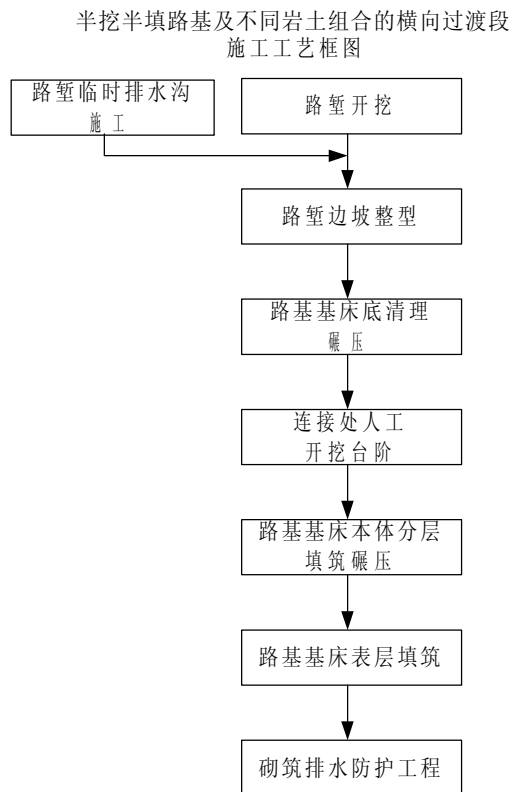 半挖半填路基及不同岩土组合的横向过渡段
施工工艺框图
路堑临时排水沟
施工
路堑开挖
路堑边坡整型
路基基床底清理
碾压
连接处人工
开挖台阶
路基基床本体分层
填筑碾压
路基基床表层填筑
砌筑排水防护工程